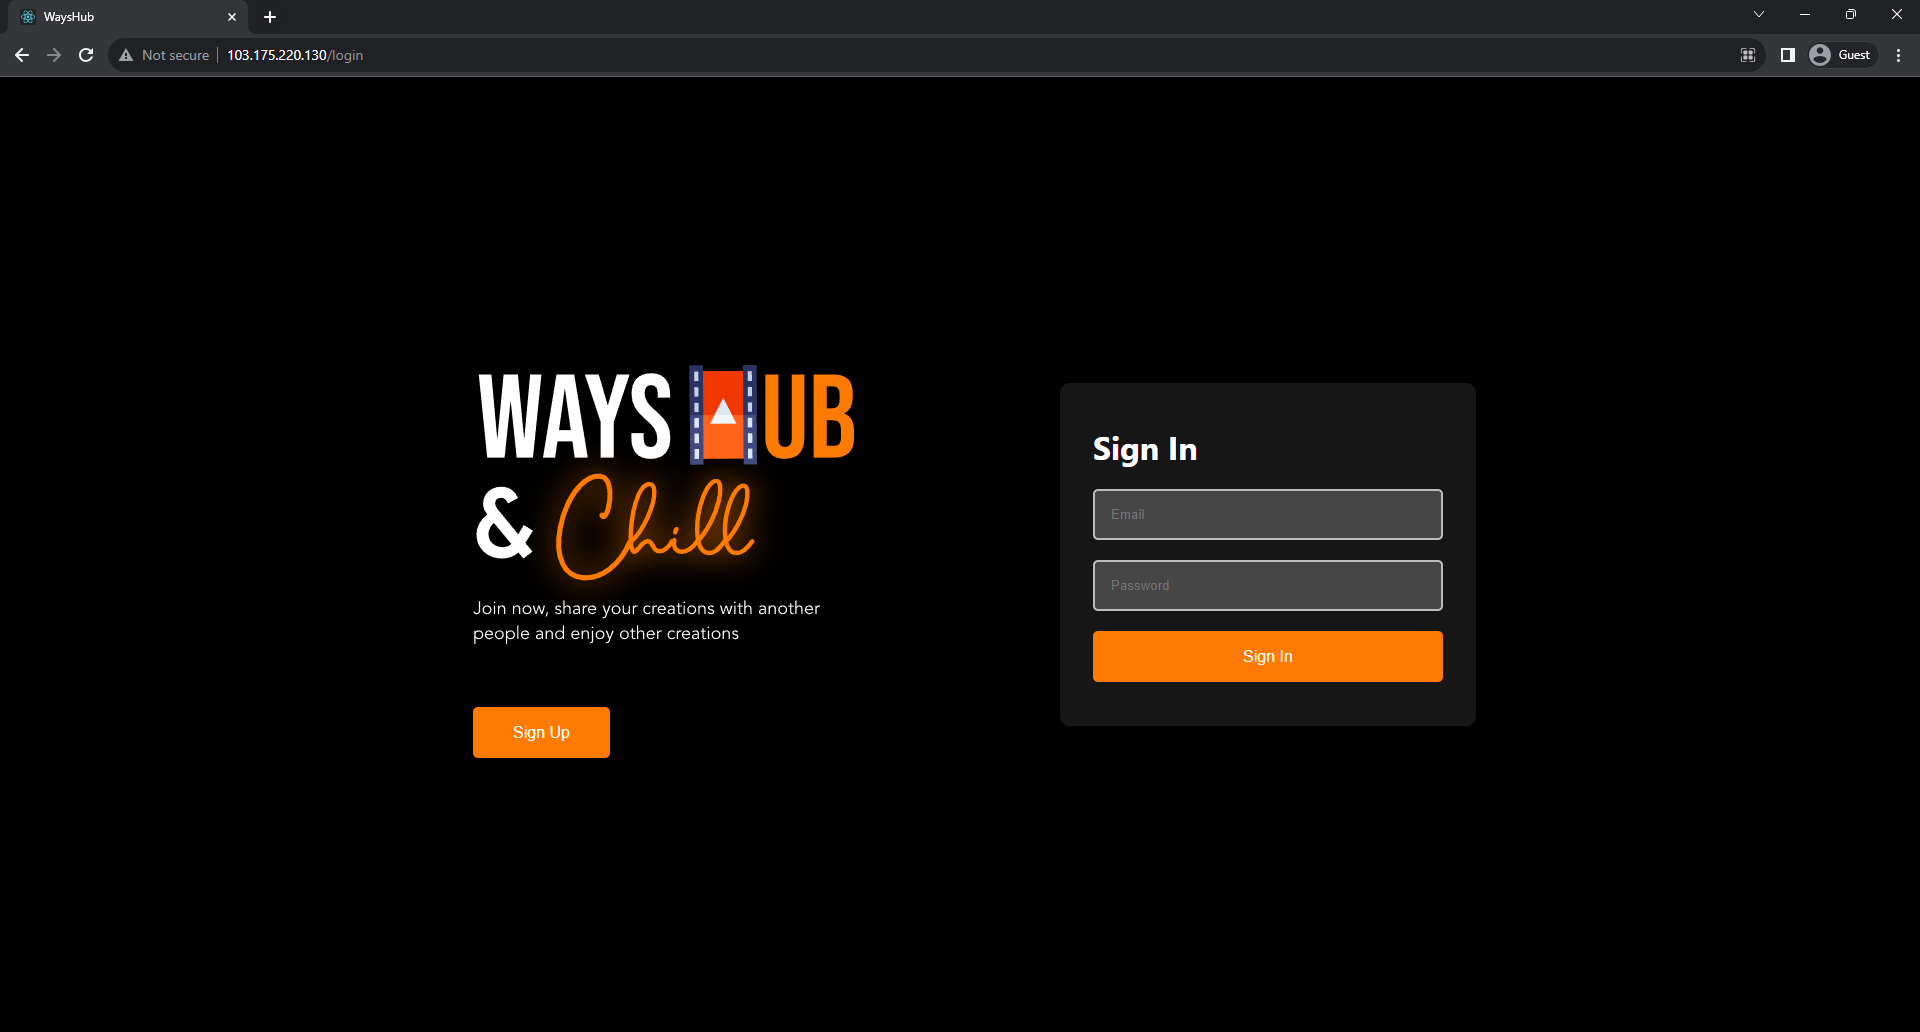 WaysHub
Not secure
103.175.220.130/login
Guest
WAYS HUB
& Chill
Join now, share your creations with another
people and enjoy other creations
Sign Up
Sign In
Email
Password
Sign In